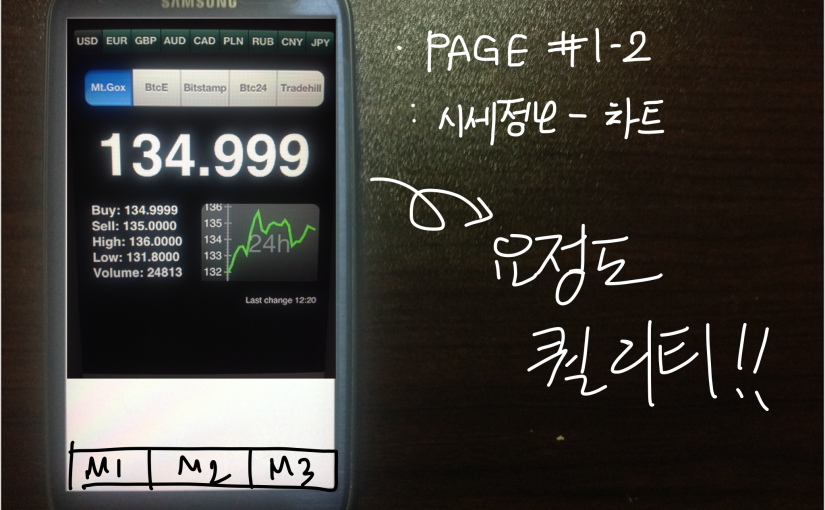 SAMSUNG
USD EUR GBP AUD CAD PLN RUB CNY JPY
Mt.Gox BtcE Bitstamp Btc24 Tradehill
134.999
Buy: 134.9999
Sell: 135.0000
High: 136.0000
Low: 131.8000
Volume: 24813
136
135
134
133
132
24h
Last change 12:20
M1 M2 M3
· PAGE #1-2
: 시세정보 - 차트
요정도
퀄리티!!